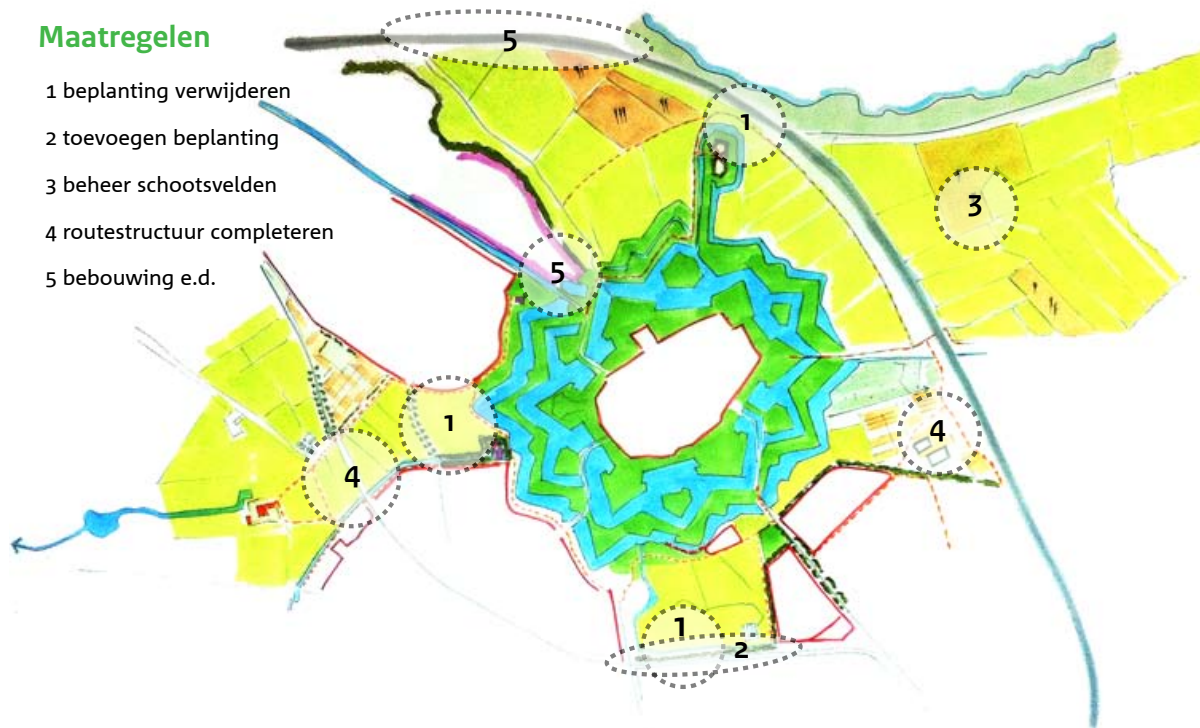 Maatregelen
1 beplanting verwijderen
2 toevoegen beplanting
3 beheer schootsvelden
4 routestructuur completeren
5 bebouwing e.d.
5
1
3
5
1
4
4
1
2